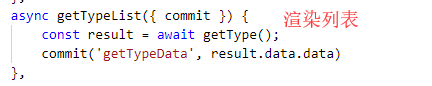 async getTypeList({ commit }) { 渲染列表
const result = await getType();
commit('getTypeData', result.data.data)
},